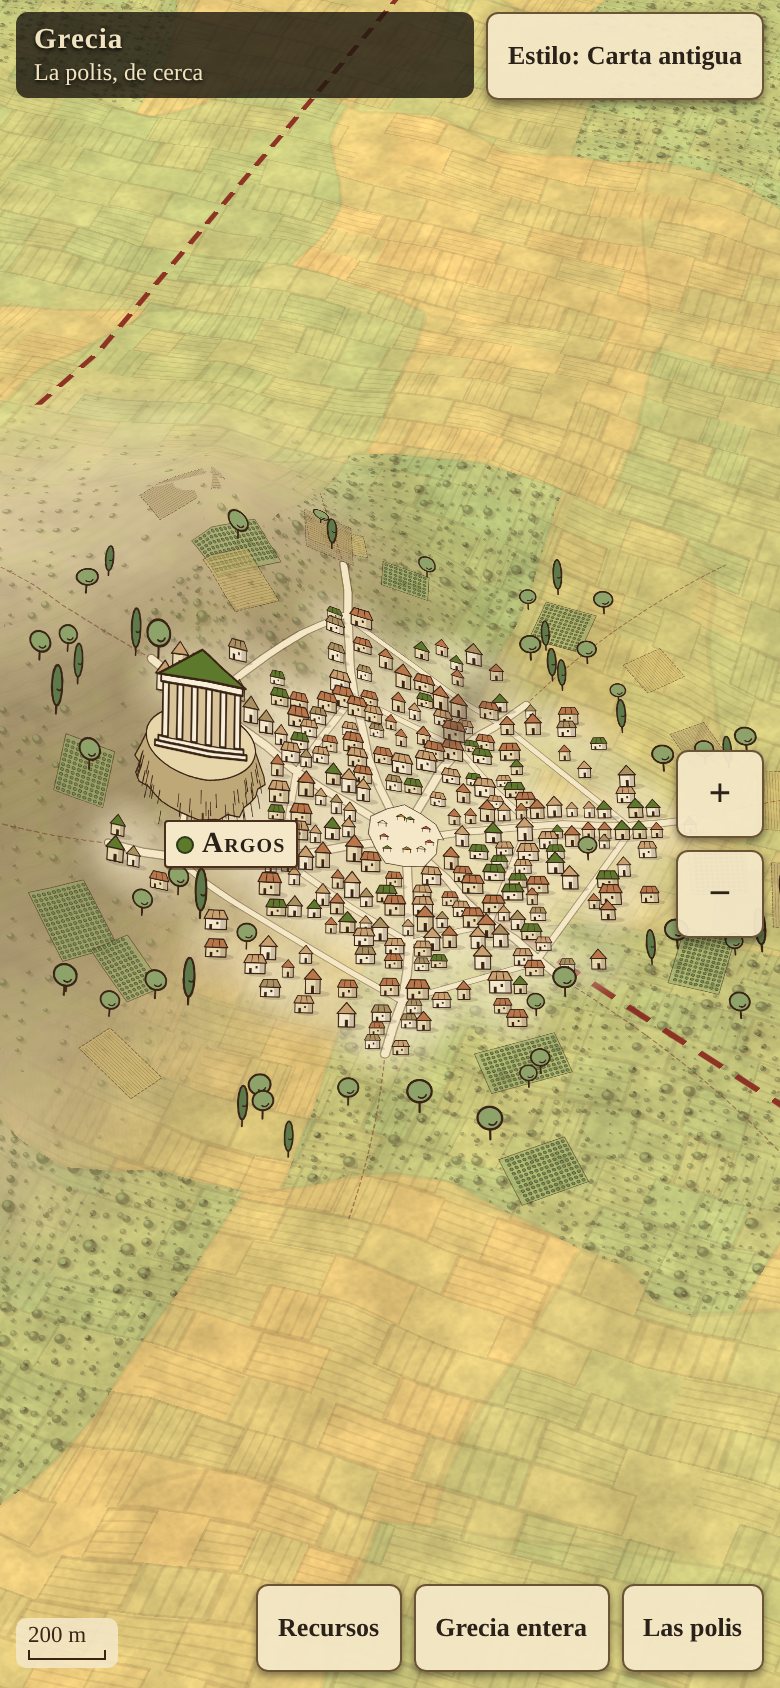 Grecia
La polis, de cerca
Estilo: Carta antigua
Argos
+
−
200 m
Recursos
Grecia entera
Las polis